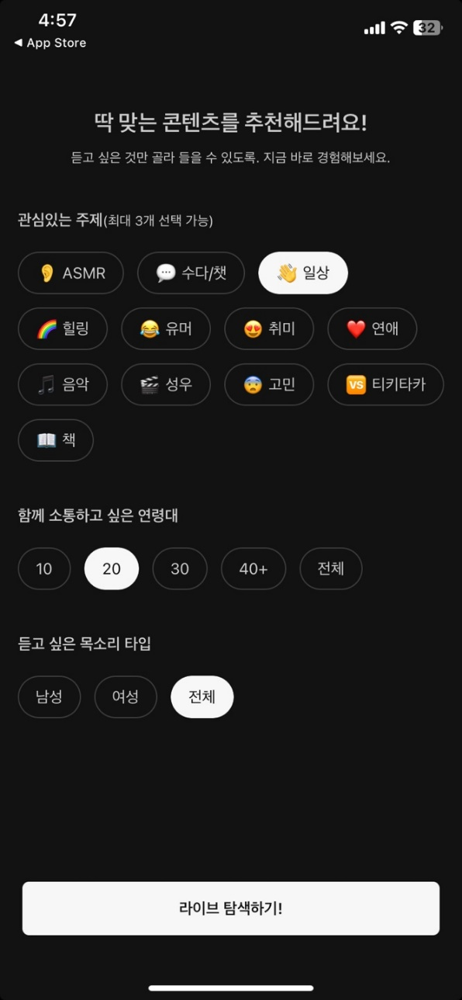 4:57
32
◀ App Store
딱 맞는 콘텐츠를 추천해드려요!
듣고 싶은 것만 골라 들을 수 있도록. 지금 바로 경험해보세요.
관심있는 주제(최대 3개 선택 가능)
👂 ASMR 💬 수다/챗 👋 일상
🌈 힐링 😂 유머 😍 취미 ❤️ 연애
🎵 음악 🎬 성우 😨 고민 🆚 티키타카
📖 책
함께 소통하고 싶은 연령대
10 20 30 40+ 전체
듣고 싶은 목소리 타입
남성 여성 전체
라이브 탐색하기!